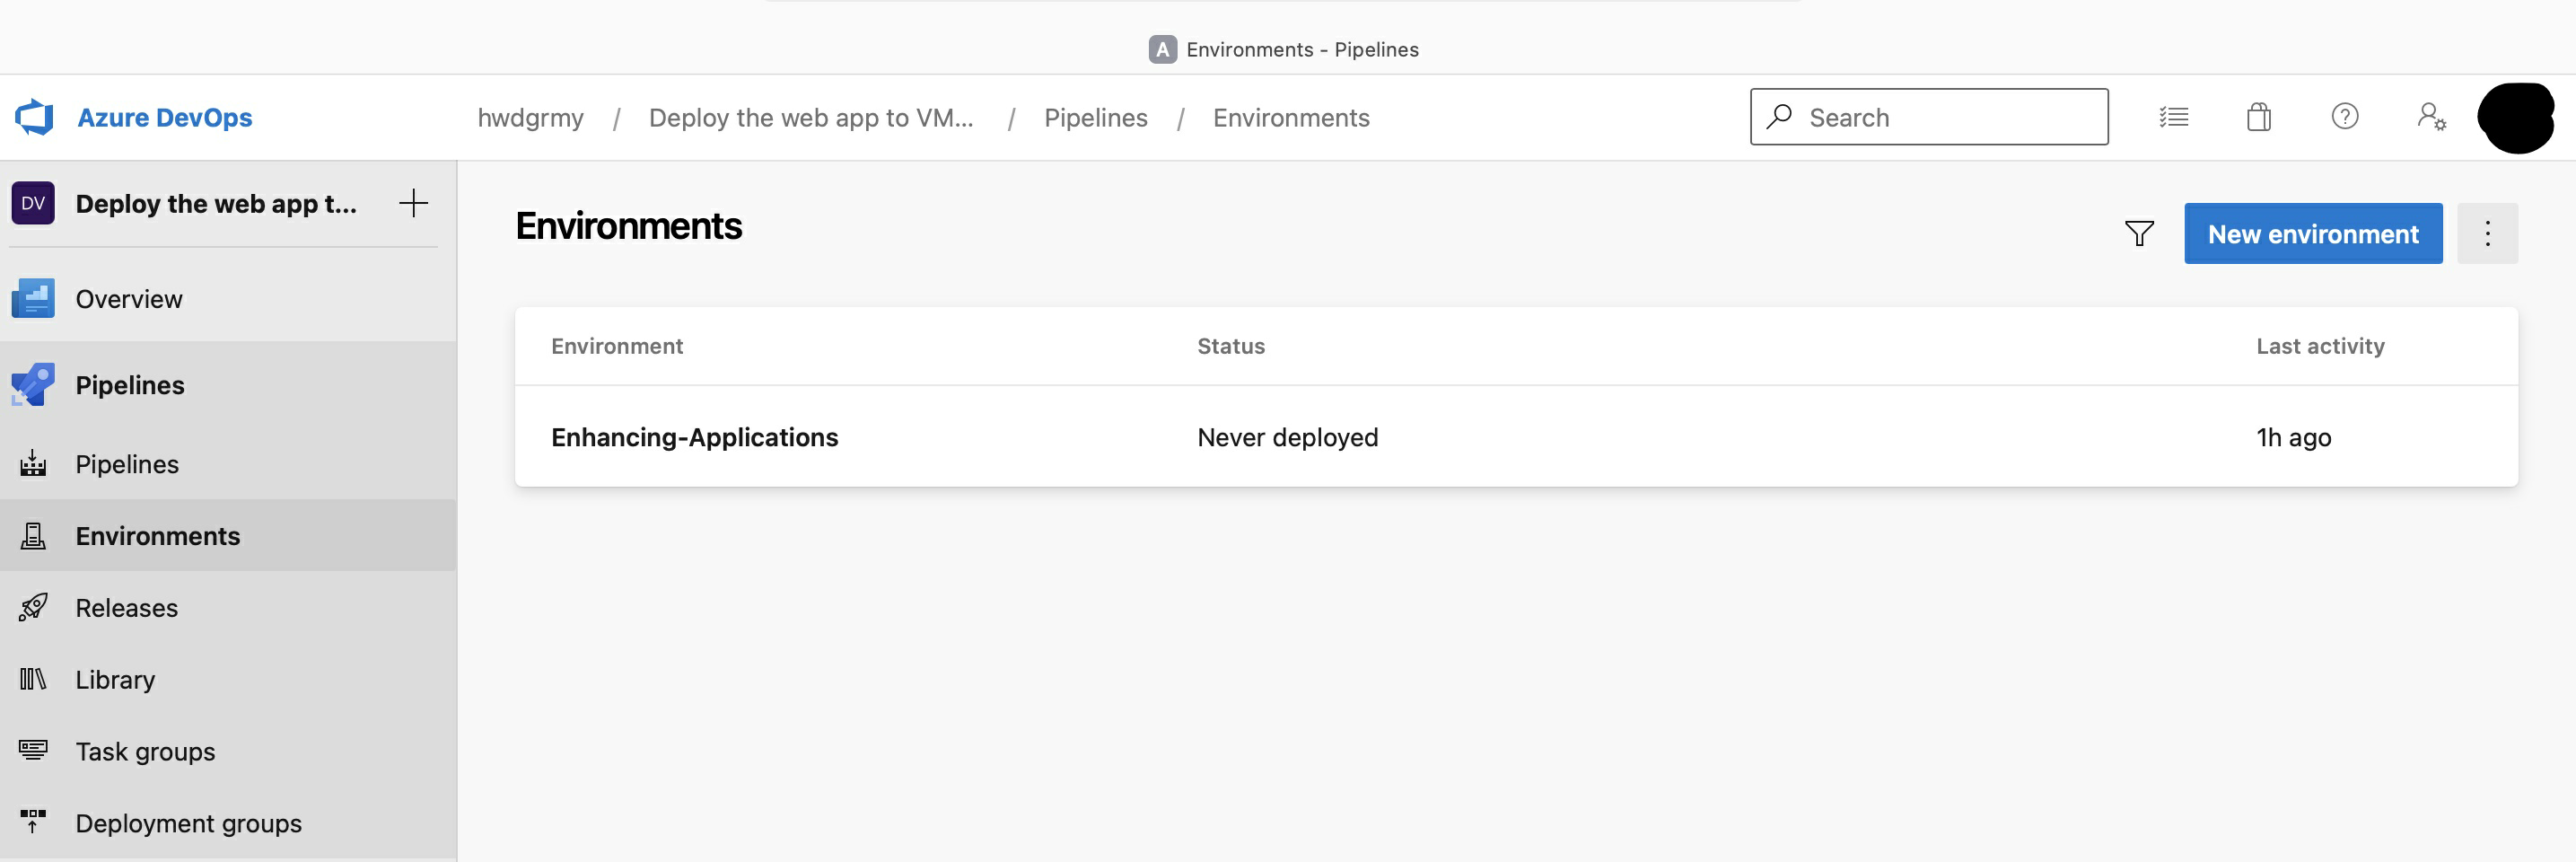 A Environments - Pipelines
Azure DevOps
hwdgrmy / Deploy the web app to VM... / Pipelines / Environments
Search
DV Deploy the web app t...
Overview
Pipelines
Pipelines
Environments
Releases
Library
Task groups
Deployment groups
Environments
New environment
Environment Status Last activity
Enhancing-Applications Never deployed 1h ago